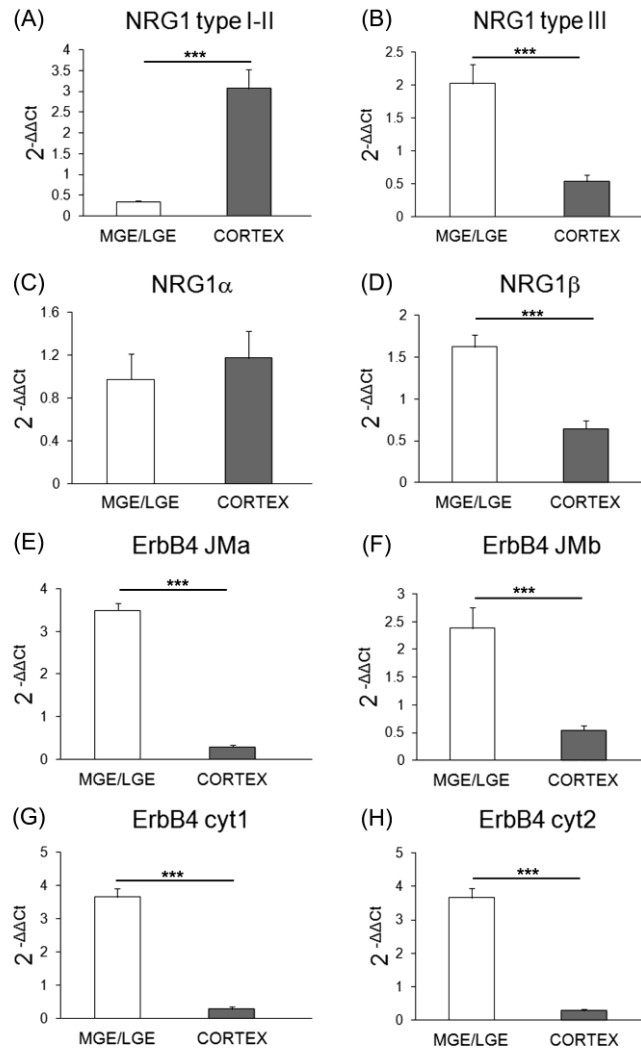 (A) NRG1 type I-II
***
2^-ΔΔCt
4
3.5
3
2.5
2
1.5
1
0.5
0
MGE/LGE CORTEX
(B) NRG1 type III
***
2^-ΔΔCt
2.5
2
1.5
1
0.5
0
MGE/LGE CORTEX
(C) NRG1α
2^-ΔΔCt
1.6
1.2
0.8
0.4
0
MGE/LGE CORTEX
(D) NRG1β
***
2^-ΔΔCt
2
1.5
1
0.5
0
MGE/LGE CORTEX
(E) ErbB4 JMa
***
2^-ΔΔCt
4
3
2
1
0
MGE/LGE CORTEX
(F) ErbB4 JMb
***
2^-ΔΔCt
3
2.5
2
1.5
1
0.5
0
MGE/LGE CORTEX
(G) ErbB4 cyt1
***
2^-ΔΔCt
5
4
3
2
1
0
MGE/LGE CORTEX
(H) ErbB4 cyt2
***
2^-ΔΔCt
5
4
3
2
1
0
MGE/LGE CORTEX